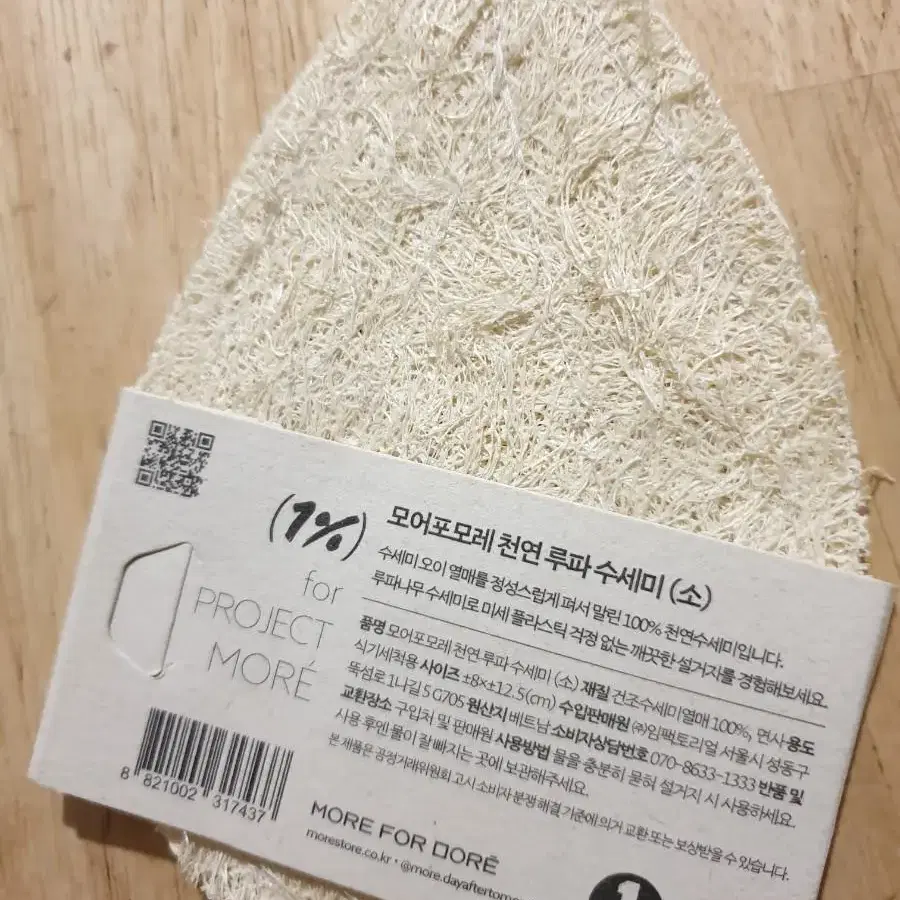 (1%)
for
PROJECT
MORÉ
8 821002 317437
모어포모레 천연 루파 수세미 (소)
수세미 오이 열매를 정성스럽게 펴서 말린 100% 천연수세미입니다.
루파나무 수세미로 미세 플라스틱 걱정 없는 깨끗한 설거지를 경험해보세요.
품명 모어포모레 천연 루파 수세미 (소) 재질 건조수세미열매 100%, 면사 용도
식기세척용 사이즈 ±8×±12.5(cm) 수입판매원 ㈜임팩토리얼 서울시 성동구
뚝섬로 1나길 5 G705 원산지 베트남 소비자상담번호 070-8633-1333 반품 및
교환장소 구입처 및 판매원 사용방법 물을 충분히 묻혀 설거지 시 사용하세요.
사용 후엔 물이 잘 빠지는 곳에 보관해주세요.
본 제품은 공정거래위원회 고시 소비자 분쟁 해결 기준에 의거 교환 또는 보상받을 수 있습니다.
MORE FOR MORÉ
morestore.co.kr • @more.dayaftertomo
1